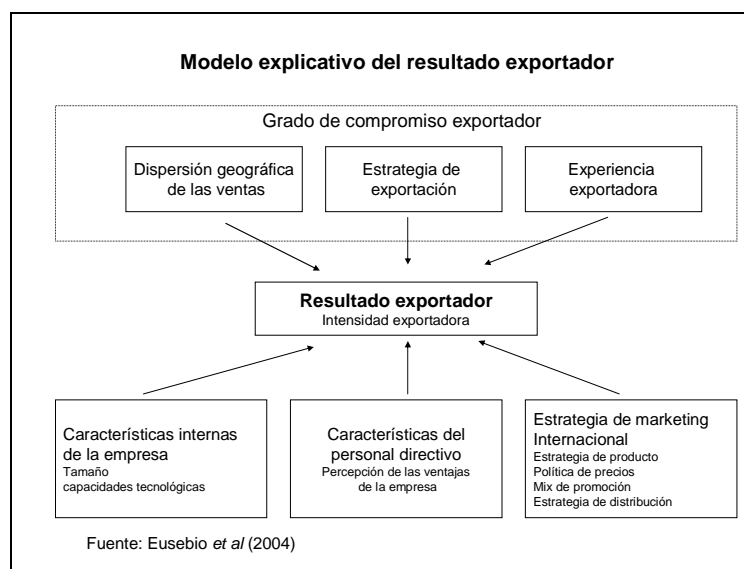 Modelo explicativo del resultado exportador
Grado de compromiso exportador
Dispersión geográfica
de las ventas
Estrategia de
exportación
Experiencia
exportadora
Resultado exportador
Intensidad exportadora
Características internas
de la empresa
Tamaño
capacidades tecnológicas
Características del
personal directivo
Percepción de las ventajas
de la empresa
Estrategia de marketing
Internacional
Estrategia de producto
Política de precios
Mix de promoción
Estrategia de distribución
Fuente: Eusebio et al (2004)